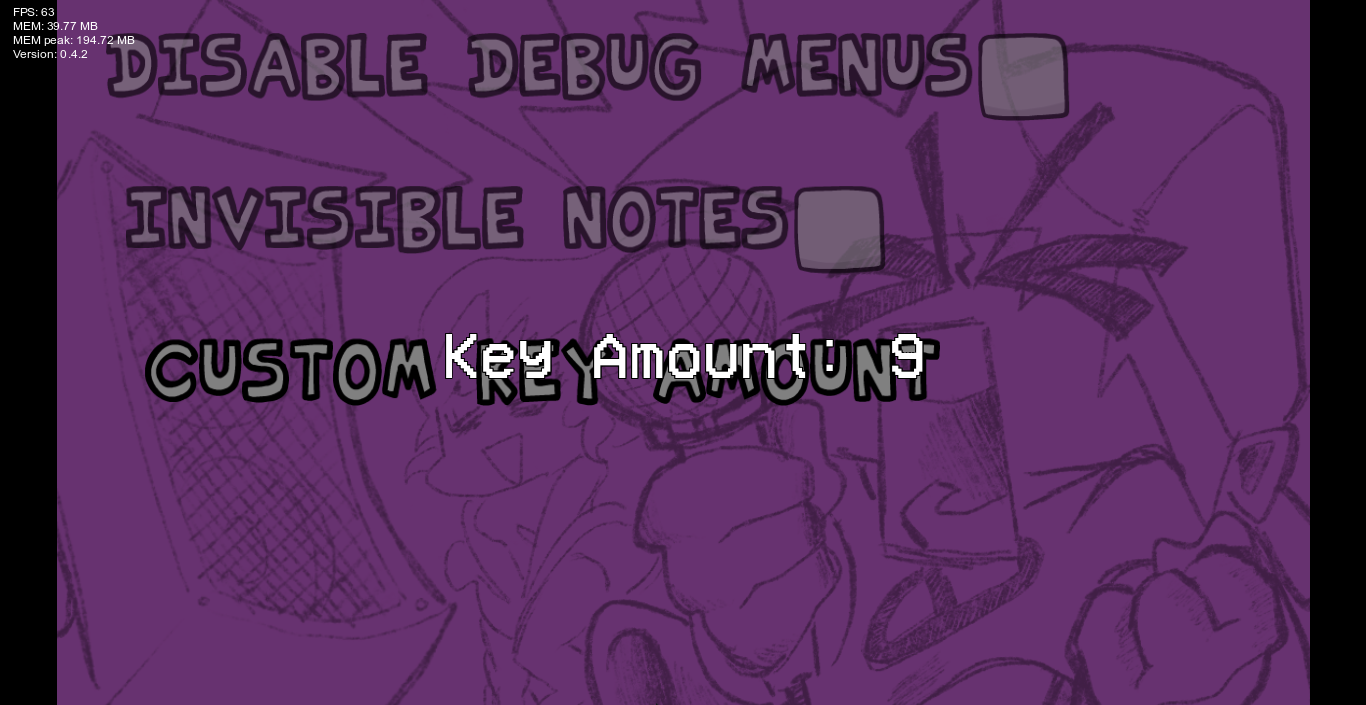 FPS: 63
MEM: 39.77 MB
MEM peak: 194.72 MB
Version: 0.4.2
DISABLE DEBUG MENUS
INVISIBLE NOTES
CUSTOM KEY AMOUNT
Key Amount: 9